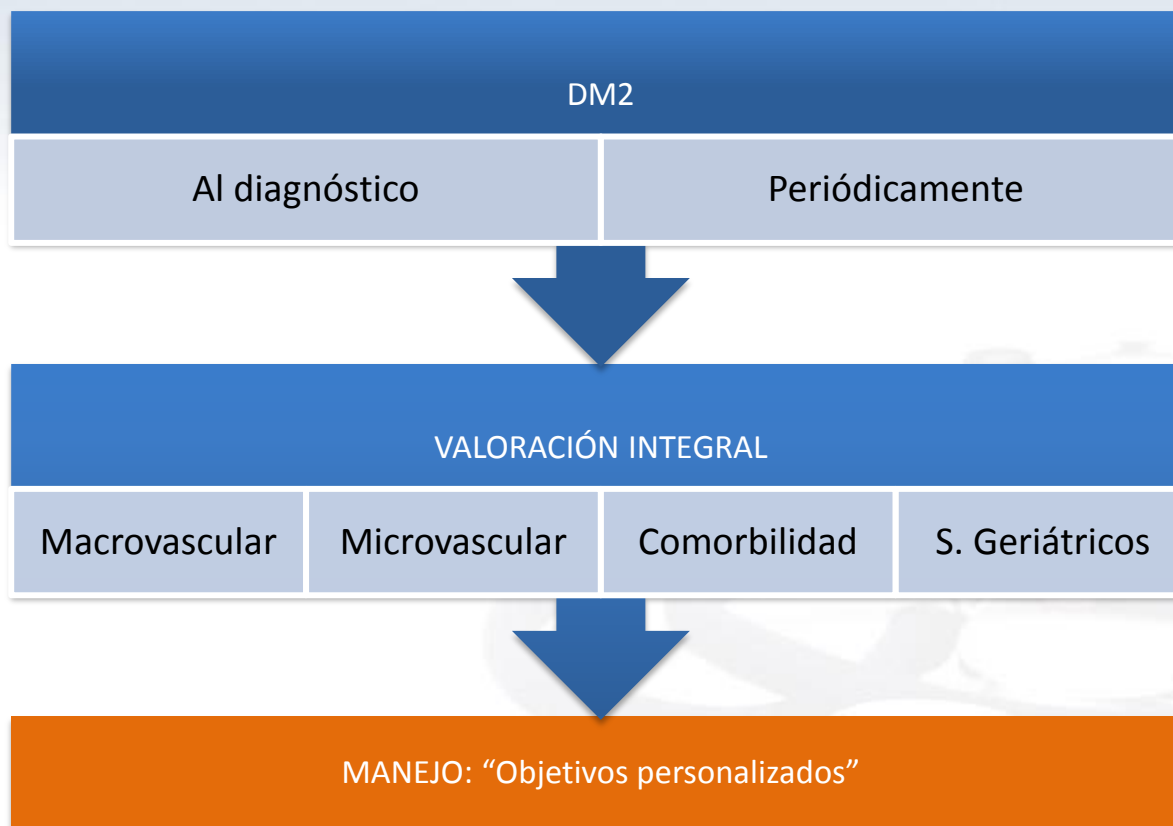 DM2
Al diagnóstico
Periódicamente
VALORACIÓN INTEGRAL
Macrovascular
Microvascular
Comorbilidad
S. Geriátricos
MANEJO: “Objetivos personalizados”